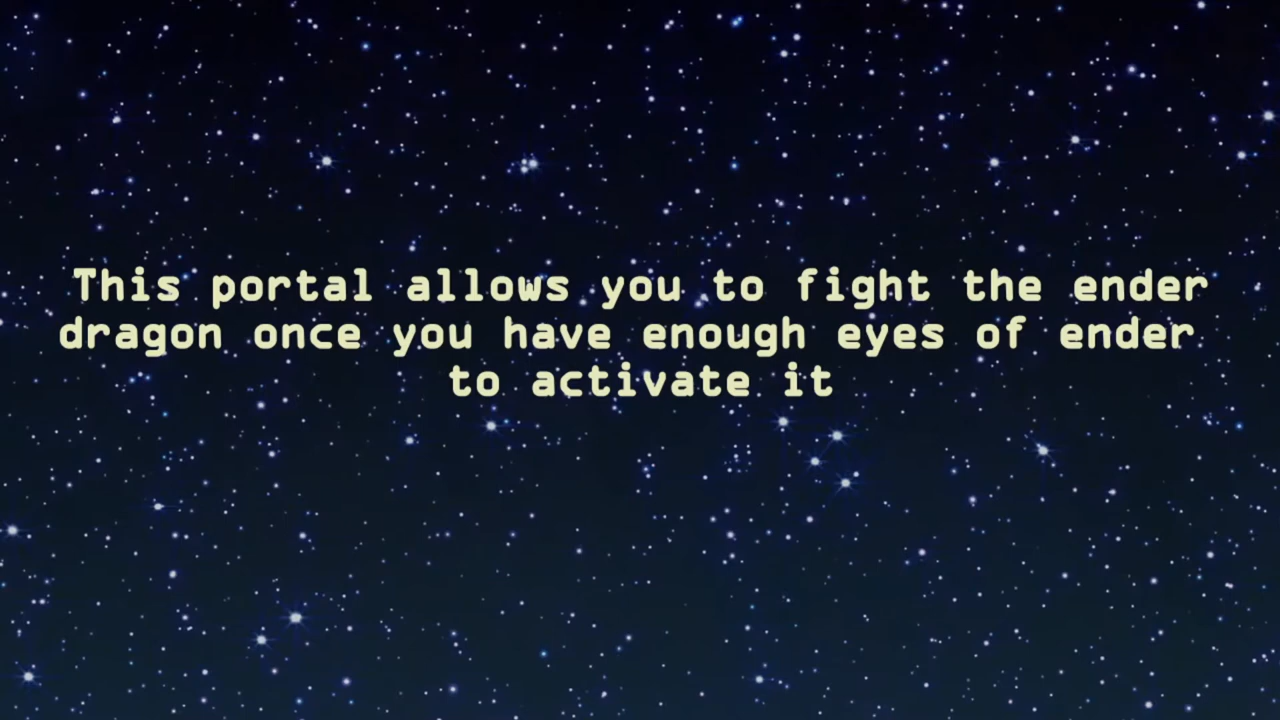 This portal allows you to fight the ender
dragon once you have enough eyes of ender
to activate it